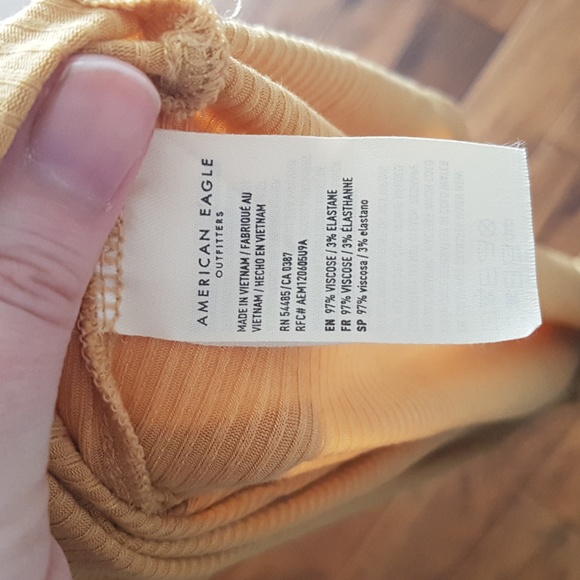 AMERICAN EAGLE
OUTFITTERS
MADE IN VIETNAM / FABRIQUÉ AU
VIETNAM / HECHO EN VIETNAM
RN 54485 / CA 0387
RFC# AEM120605U9A
EN 97% VISCOSE / 3% ELASTANE
FR 97% VISCOSE / 3% ÉLASTHANNE
SP 97% viscosa / 3% elastano